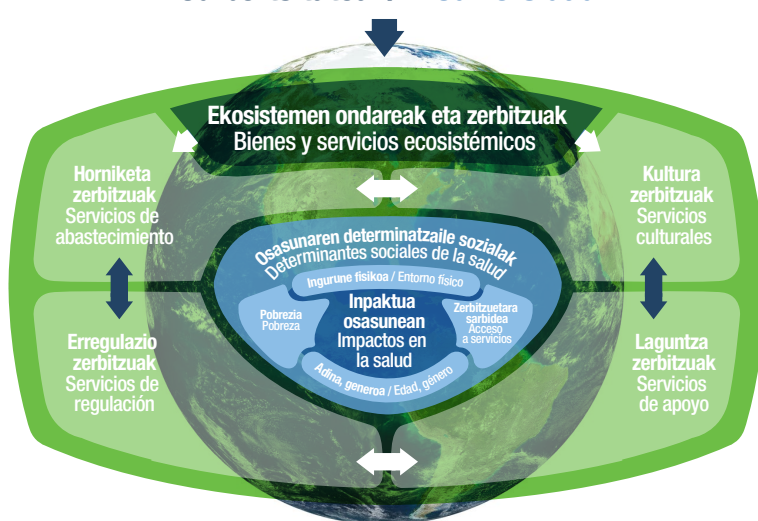 Ekosistemen ondareak eta zerbitzuak
Bienes y servicios ecosistémicos
Horniketa
zerbitzuak
Servicios de
abastecimiento
Kultura
zerbitzuak
Servicios
culturales
Osasunaren determinatzaile sozialak
Determinantes sociales de la salud
Ingurune fisikoa / Entorno físico
Pobrezia
Pobreza
Inpaktua
osasunean
Impactos en
la salud
Zerbitzuetara
sarbidea
Acceso
a servicios
Adina, generoa / Edad, género
Erregulazio
zerbitzuak
Servicios de
regulación
Laguntza
zerbitzuak
Servicios
de apoyo